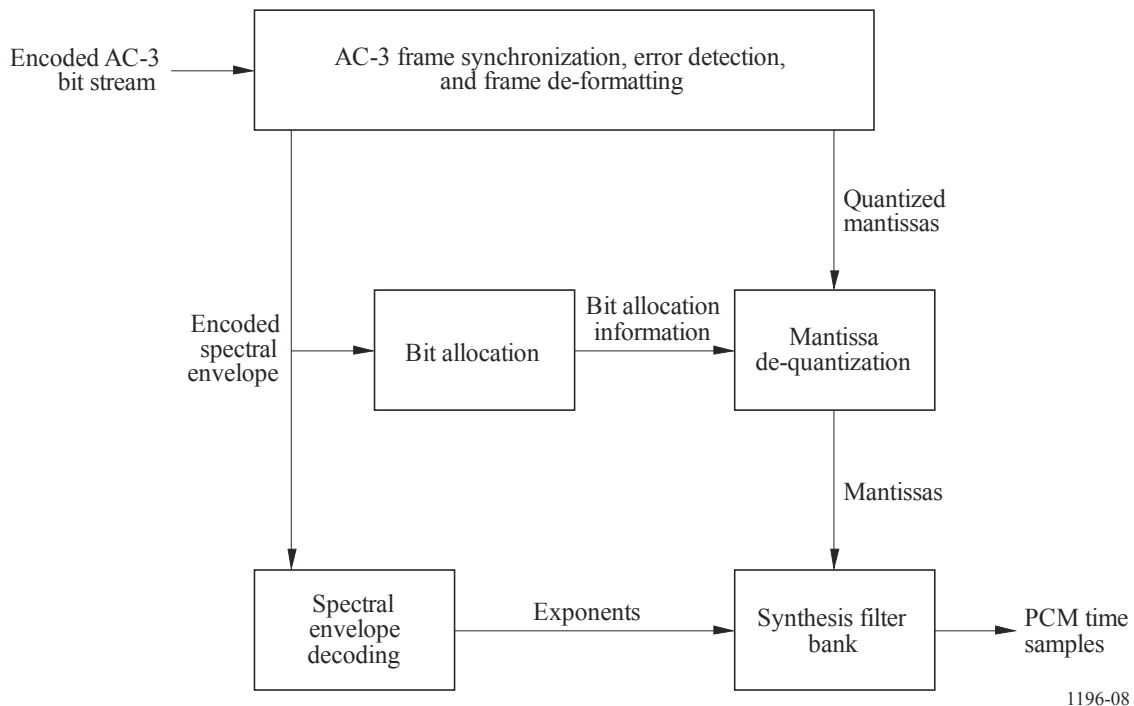 Encoded AC-3
bit stream
AC-3 frame synchronization, error detection,
and frame de-formatting
Quantized
mantissas
Encoded
spectral
envelope
Bit allocation
Bit allocation
information
Mantissa
de-quantization
Mantissas
Spectral
envelope
decoding
Exponents
Synthesis filter
bank
PCM time
samples
1196-08